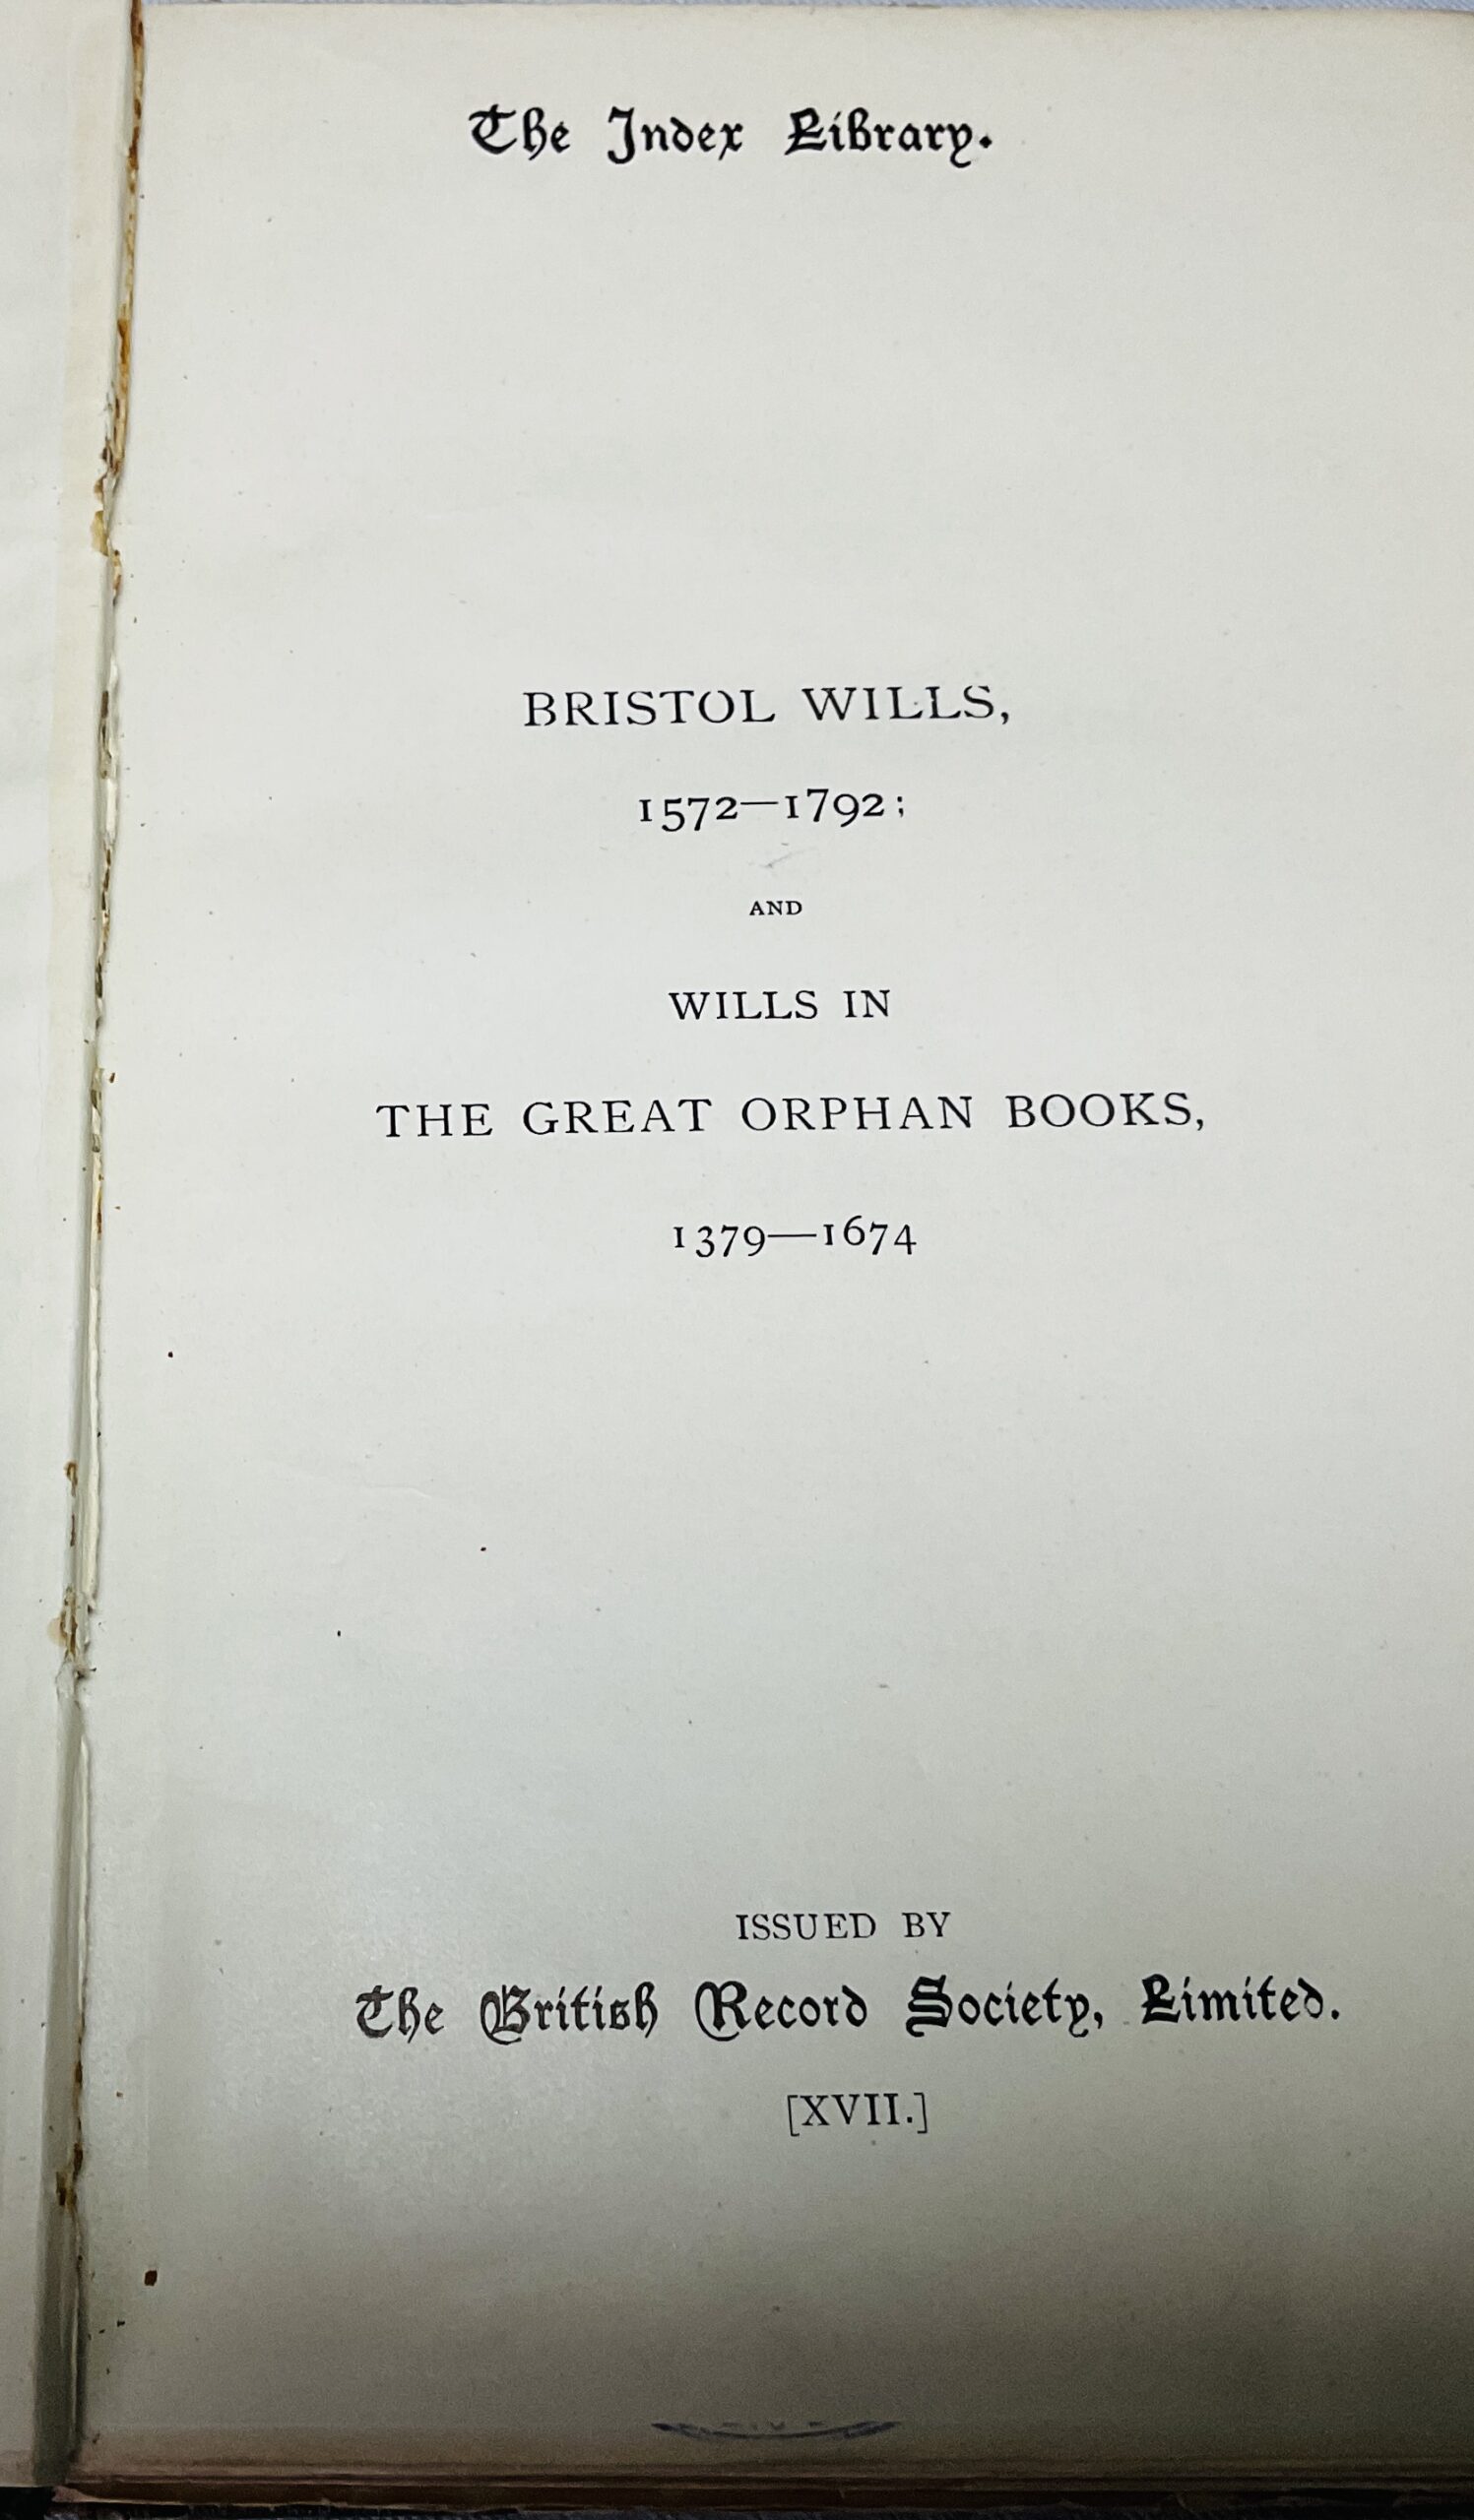 The Index Library.
BRISTOL WILLS,
1572—1792;
AND
WILLS IN
THE GREAT ORPHAN BOOKS,
1379—1674
ISSUED BY
The British Record Society, Limited.
[XVII.]